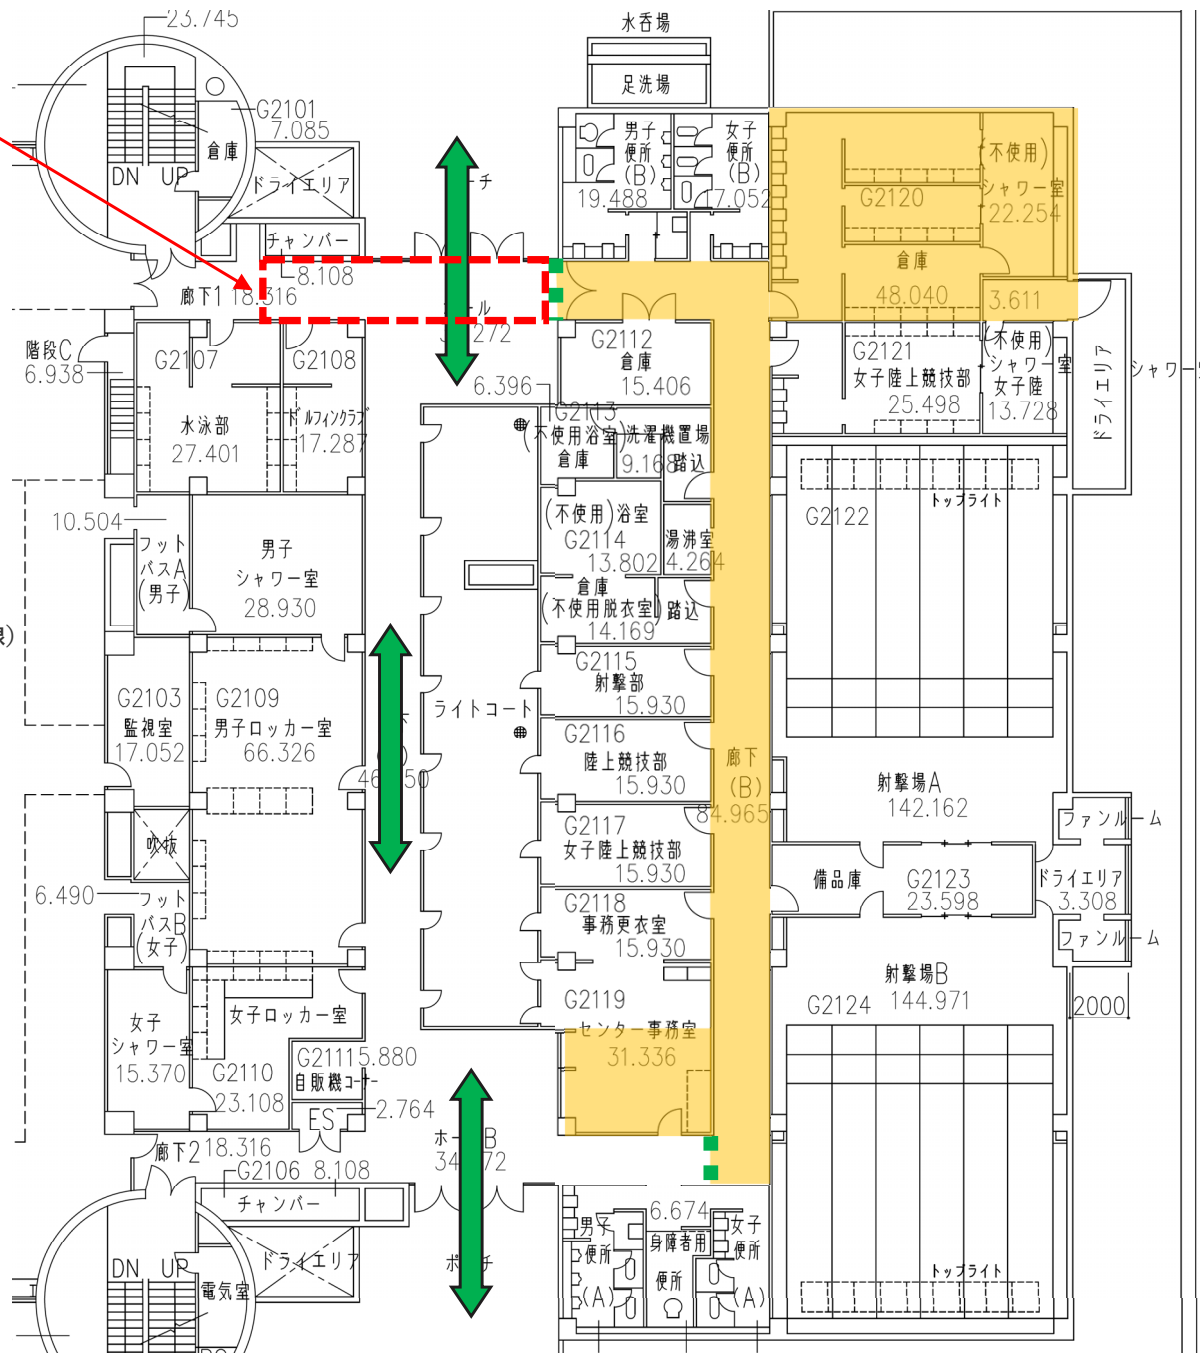 23.745
水呑場
足洗場
G2101
7.085
倉庫
DN UP
ドライエリア
男子
便所
(B)
19.488
女子
便所
(B)
17.052
(不使用)
シャワー室
22.254
G2120
チャンバー
8.108
倉庫
48.040
3.611
廊下1 18.316
階段C
6.938
G2107
G2108
G2112
倉庫
15.406
G2121
女子陸上競技部
25.498
(不使用)
シャワー室
女子陸
13.728
ドライエリア
6.396
水泳部
27.401
ドルフィンクラブ
17.287
G2113
(不使用浴室)
倉庫
洗濯機置場
9.168
踏込
G2122
トップライト
10.504
フット
バスA
(男子)
男子
シャワー室
28.930
(不使用)浴室
G2114
13.802
湯沸室
4.264
倉庫
(不使用脱衣室)
14.169
踏込
G2103
監視室
17.052
G2109
男子ロッカー室
66.326
ライトコート
G2115
射撃部
15.930
G2116
陸上競技部
15.930
廊下
(B)
84.965
射撃場A
142.162
ファンルーム
吹抜
G2117
女子陸上競技部
15.930
6.490
フット
バスB
(女子)
G2118
事務更衣室
15.930
備品庫
G2123
23.598
ドライエリア
3.308
ファンルーム
女子
シャワー室
15.370
女子ロッカー室
G2110
23.108
G2111 5.880
自販機コーナー
G2119
センター事務室
31.336
射撃場B
G2124 144.971
2000
ES
2.764
廊下2 18.316
G2106 8.108
チャンバー
男子
便所
(A)
6.674
身障者用
便所
女子
便所
(A)
DN UP
ドライエリア
電気室
トップライト